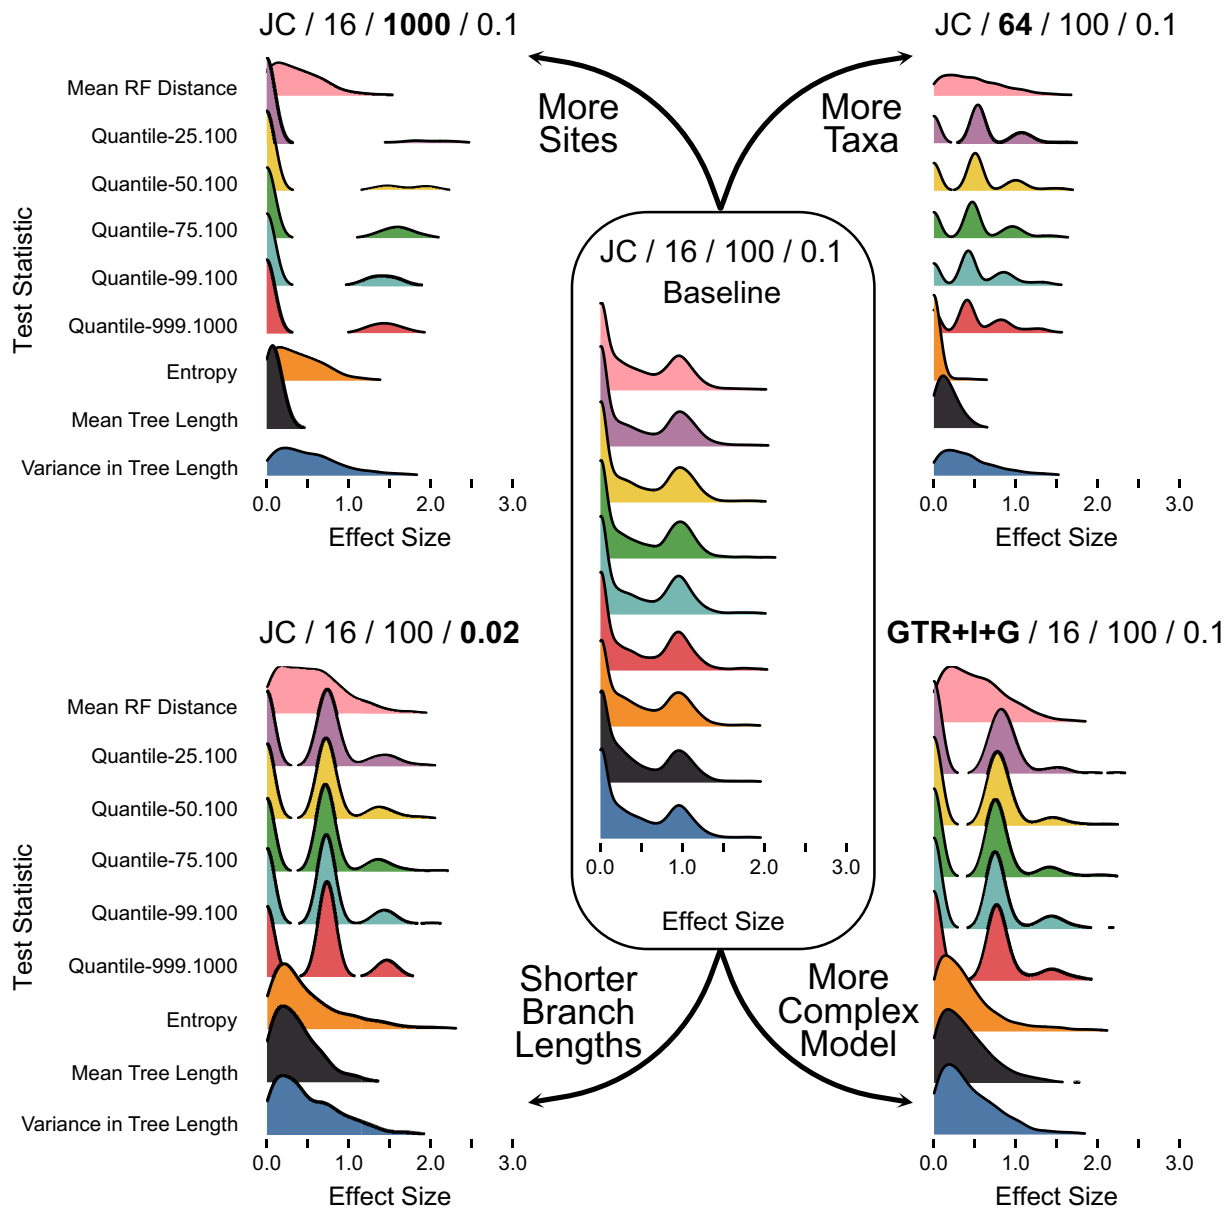 JC / 16 / 1000 / 0.1
Test Statistic
Mean RF Distance
Quantile-25.100
Quantile-50.100
Quantile-75.100
Quantile-99.100
Quantile-999.1000
Entropy
Mean Tree Length
Variance in Tree Length
0.0 1.0 2.0 3.0
Effect Size
More
Sites
More
Taxa
JC / 64 / 100 / 0.1
0.0 1.0 2.0 3.0
Effect Size
JC / 16 / 100 / 0.1
Baseline
0.0 1.0 2.0 3.0
Effect Size
JC / 16 / 100 / 0.02
Test Statistic
Mean RF Distance
Quantile-25.100
Quantile-50.100
Quantile-75.100
Quantile-99.100
Quantile-999.1000
Entropy
Mean Tree Length
Variance in Tree Length
0.0 1.0 2.0 3.0
Effect Size
Shorter
Branch
Lengths
More
Complex
Model
GTR+I+G / 16 / 100 / 0.1
0.0 1.0 2.0 3.0
Effect Size